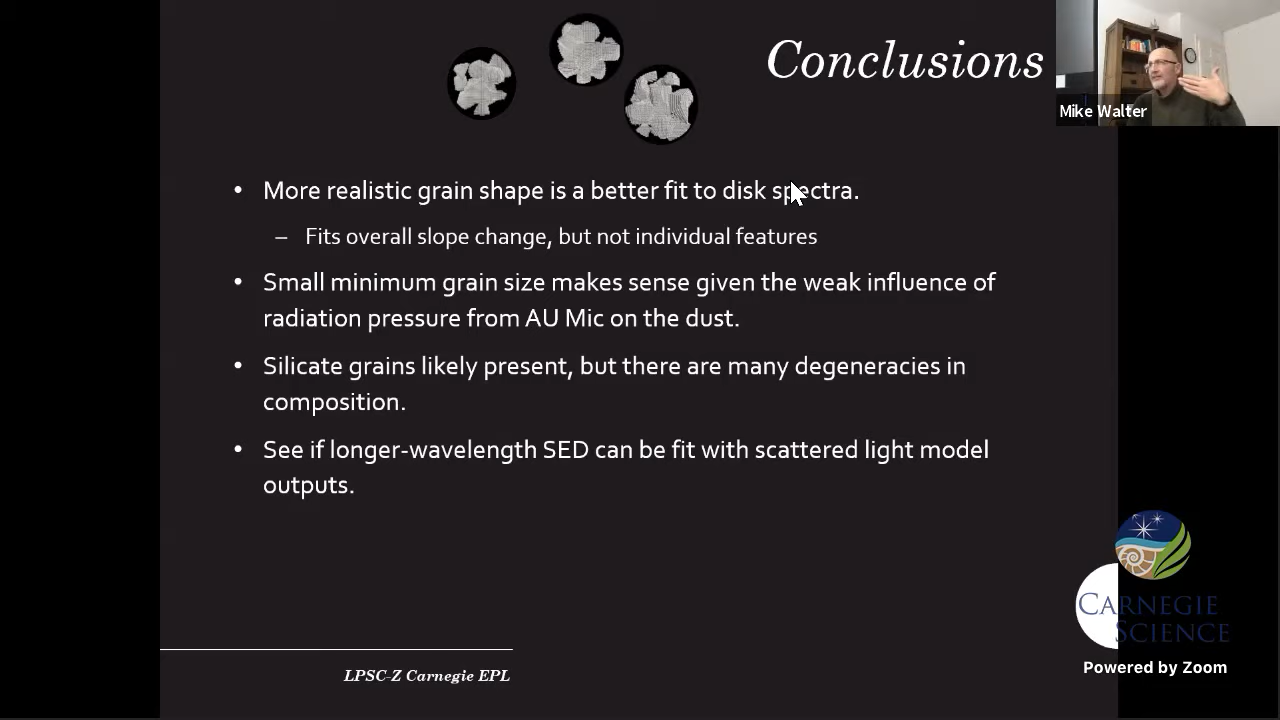 Conclusions
Mike Walter
• More realistic grain shape is a better fit to disk spectra.
– Fits overall slope change, but not individual features
• Small minimum grain size makes sense given the weak influence of
radiation pressure from AU Mic on the dust.
• Silicate grains likely present, but there are many degeneracies in
composition.
• See if longer-wavelength SED can be fit with scattered light model
outputs.
CARNEGIE
SCIENCE
Powered by Zoom
LPSC-Z Carnegie EPL